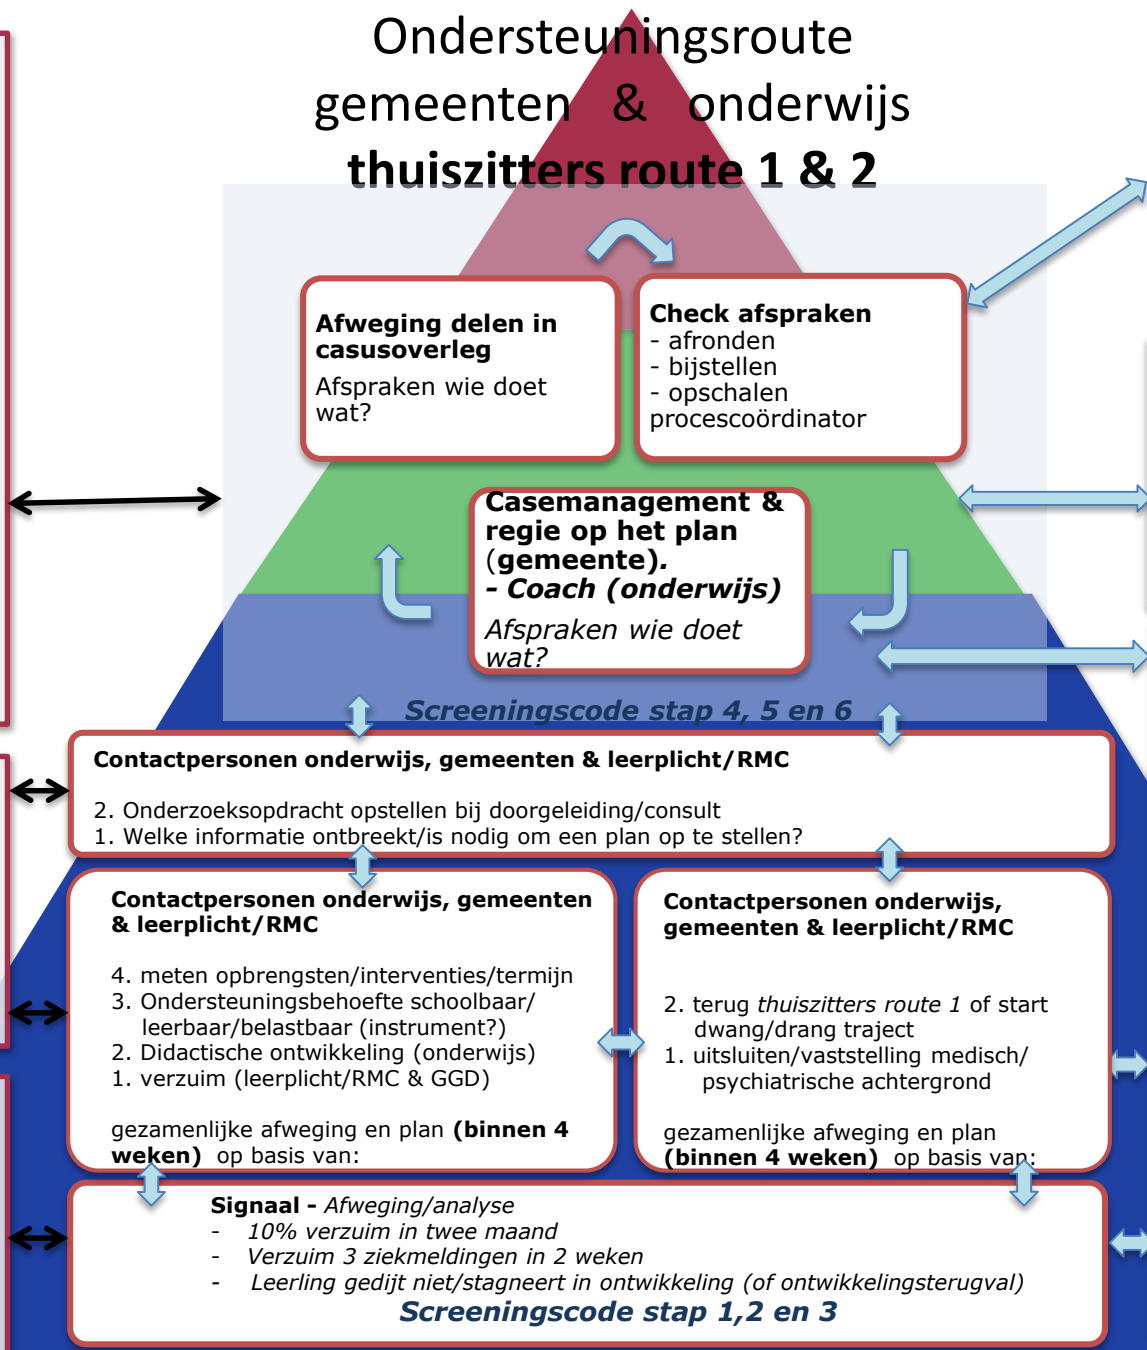 Ondersteuningsroute
gemeenten & onderwijs
thuiszitters route 1 & 2
Afweging delen in
casusoverleg
Afspraken wie doet
wat?
Check afspraken
- afronden
- bijstellen
- opschalen
procescoördinator
Casemanagement &
regie op het plan
(gemeente).
- Coach (onderwijs)
Afspraken wie doet
wat?
Screeningscode stap 4, 5 en 6
Contactpersonen onderwijs, gemeenten & leerplicht/RMC
2. Onderzoeksopdracht opstellen bij doorgeleiding/consult
1. Welke informatie ontbreekt/is nodig om een plan op te stellen?
Contactpersonen onderwijs, gemeenten
& leerplicht/RMC
4. meten opbrengsten/interventies/termijn
3. Ondersteuningsbehoefte schoolbaar/
leerbaar/belastbaar (instrument?)
2. Didactische ontwikkeling (onderwijs)
1. verzuim (leerplicht/RMC & GGD)
gezamenlijke afweging en plan (binnen 4
weken) op basis van:
Contactpersonen onderwijs,
gemeenten & leerplicht/RMC
2. terug thuiszitters route 1 of start
dwang/drang traject
1. uitsluiten/vaststelling medisch/
psychiatrische achtergrond
gezamenlijke afweging en plan
(binnen 4 weken) op basis van:
Signaal - Afweging/analyse
- 10% verzuim in twee maand
- Verzuim 3 ziekmeldingen in 2 weken
- Leerling gedijt niet/stagneert in ontwikkeling (of ontwikkelingsterugval)
Screeningscode stap 1,2 en 3